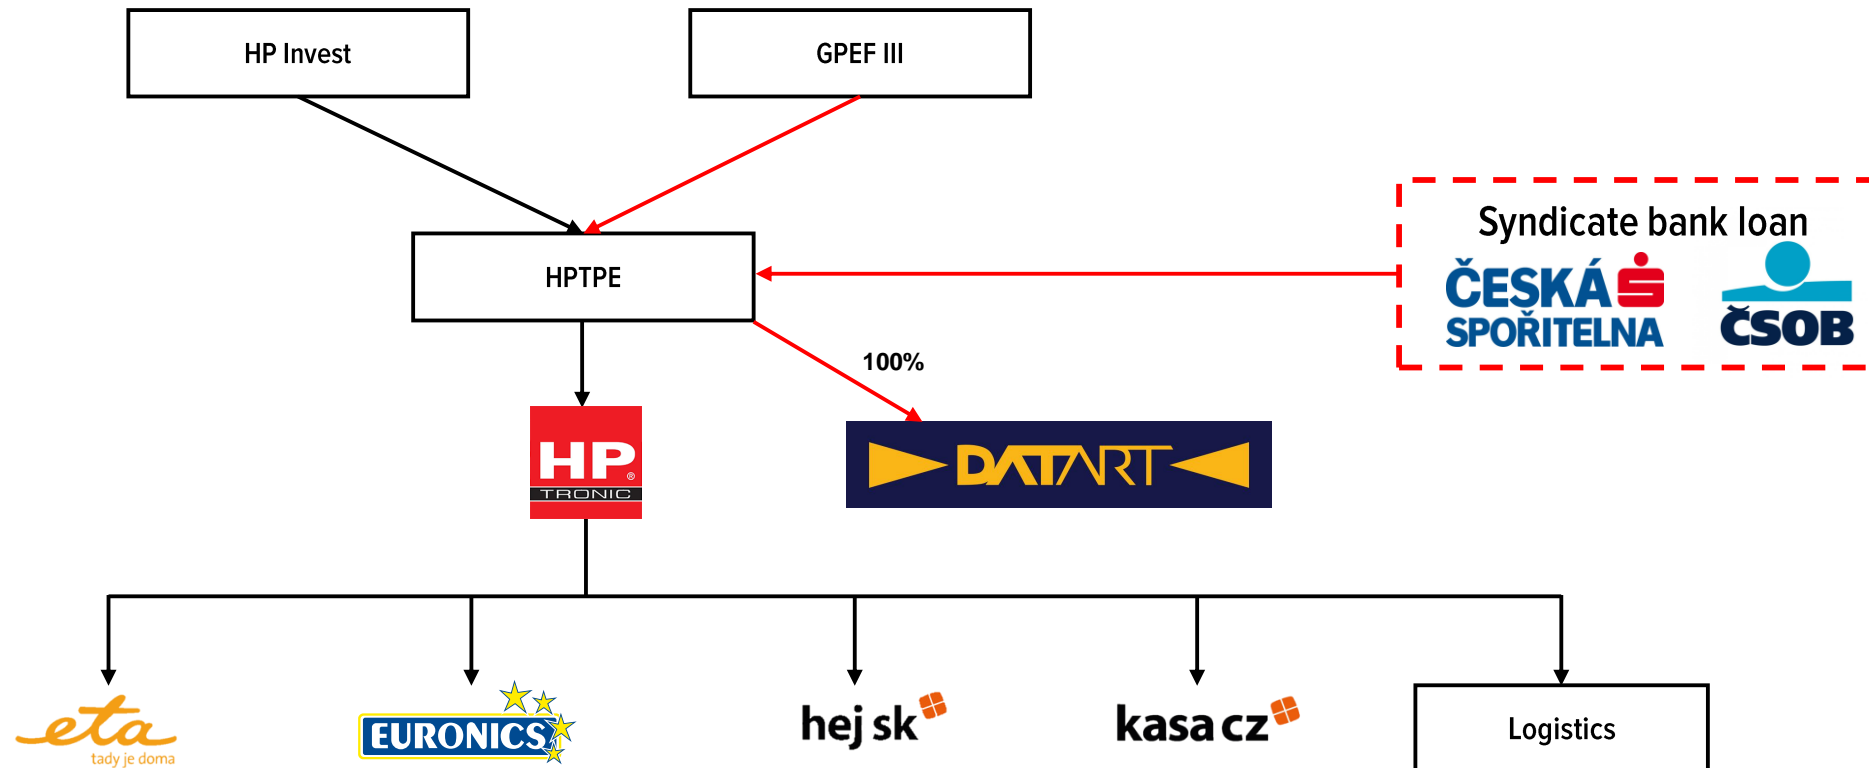 HP Invest
GPEF III
Syndicate bank loan
ČESKÁ
SPOŘITELNA
ČSOB
HPTPE
100%
HP®
TRONIC
DATART
eta
tady je doma
EURONICS
hej sk
kasa cz
Logistics